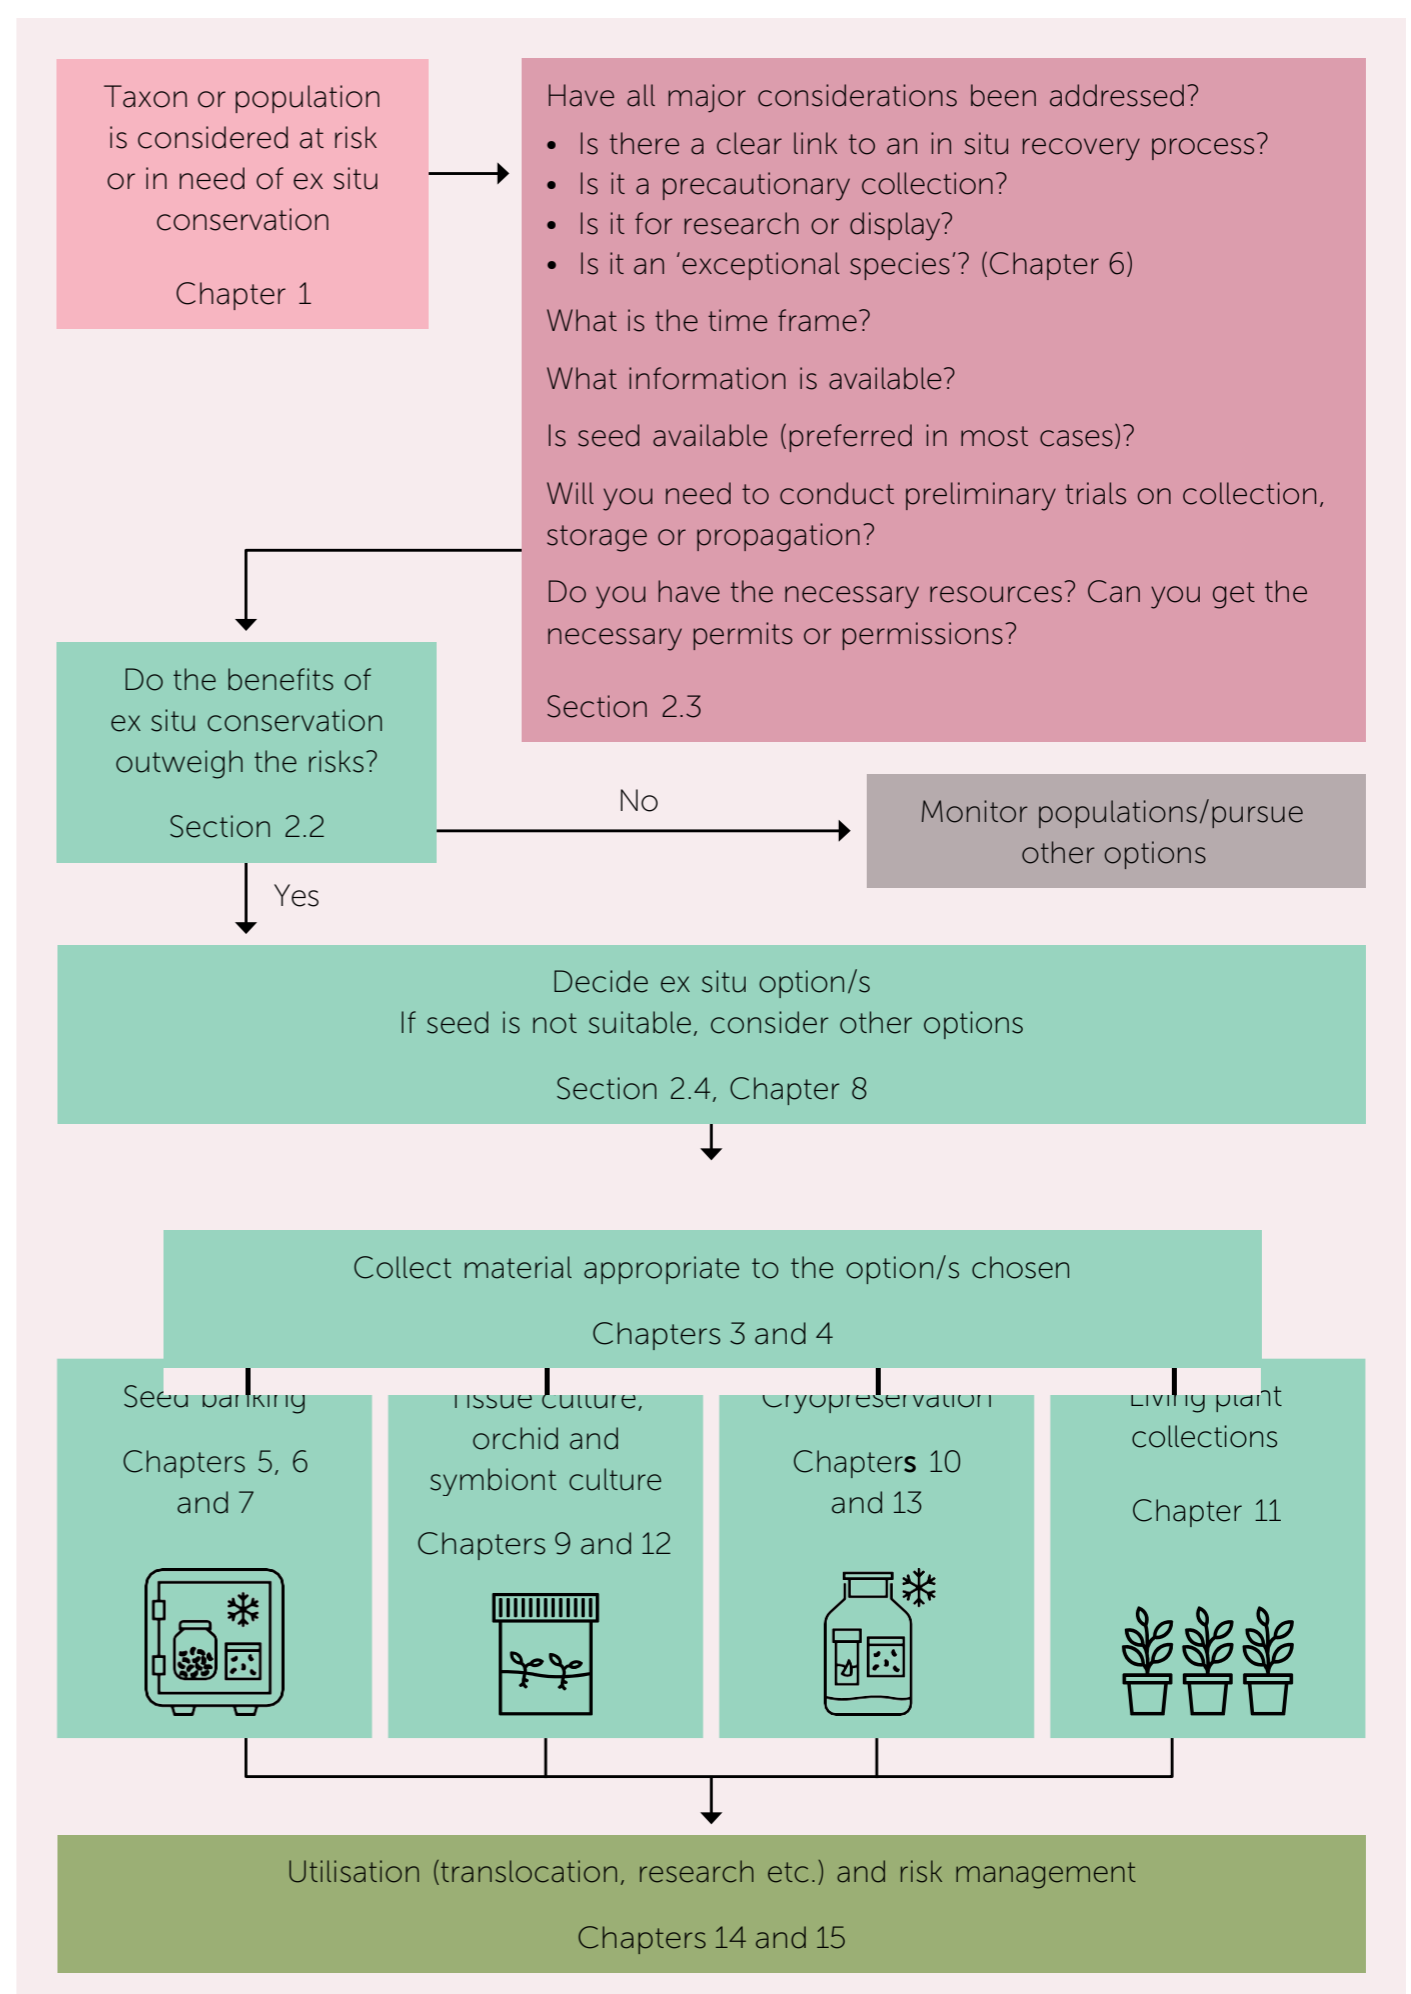 Taxon or population
is considered at risk
or in need of ex situ
conservation
Chapter 1
Have all major considerations been addressed?
• Is there a clear link to an in situ recovery process?
• Is it a precautionary collection?
• Is it for research or display?
• Is it an ‘exceptional species’? (Chapter 6)
What is the time frame?
What information is available?
Is seed available (preferred in most cases)?
Will you need to conduct preliminary trials on collection,
storage or propagation?
Do you have the necessary resources? Can you get the
necessary permits or permissions?
Section 2.3
Do the benefits of
ex situ conservation
outweigh the risks?
Section 2.2
No
Monitor populations/pursue
other options
Yes
Decide ex situ option/s
If seed is not suitable, consider other options
Section 2.4, Chapter 8
Collect material appropriate to the option/s chosen
Chapters 3 and 4
Seed banking
Chapters 5, 6
and 7
Tissue culture,
orchid and
symbiont culture
Chapters 9 and 12
Cryopreservation
Chapters 10
and 13
Living plant
collections
Chapter 11
Utilisation (translocation, research etc.) and risk management
Chapters 14 and 15